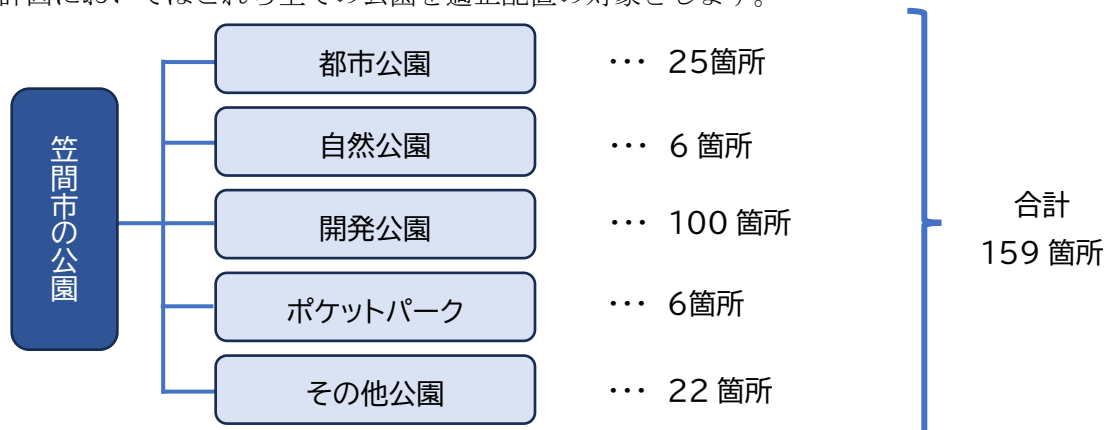 計画においてはこれら全ての公園を適正配置の対象とします。
笠間市の公園
都市公園 ··· 25箇所
自然公園 ··· 6 箇所
開発公園 ··· 100 箇所
ポケットパーク ··· 6箇所
その他公園 ··· 22 箇所
合計
159 箇所